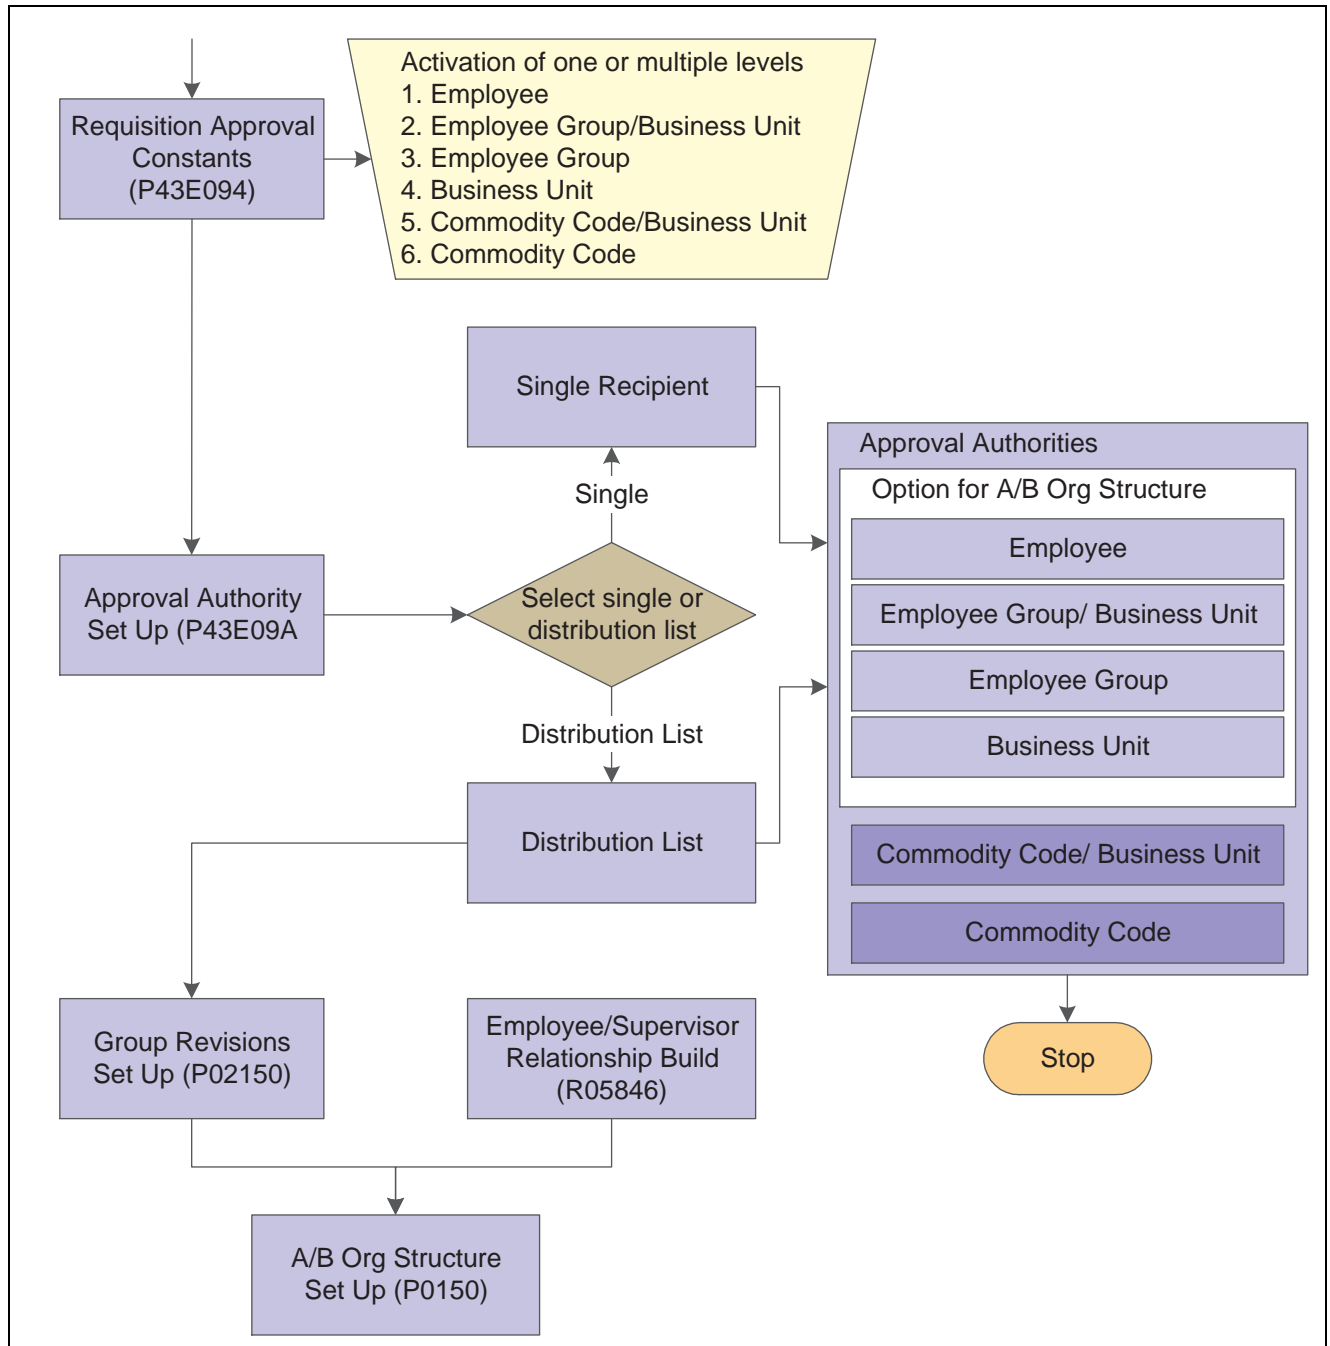 Requisition Approval
Constants
(P43E094)
Activation of one or multiple levels
1. Employee
2. Employee Group/Business Unit
3. Employee Group
4. Business Unit
5. Commodity Code/Business Unit
6. Commodity Code
Single Recipient
Single
Approval Authority
Set Up (P43E09A
Select single or
distribution list
Distribution List
Distribution List
Approval Authorities
Option for A/B Org Structure
Employee
Employee Group/ Business Unit
Employee Group
Business Unit
Commodity Code/ Business Unit
Commodity Code
Stop
Group Revisions
Set Up (P02150)
Employee/Supervisor
Relationship Build
(R05846)
A/B Org Structure
Set Up (P0150)